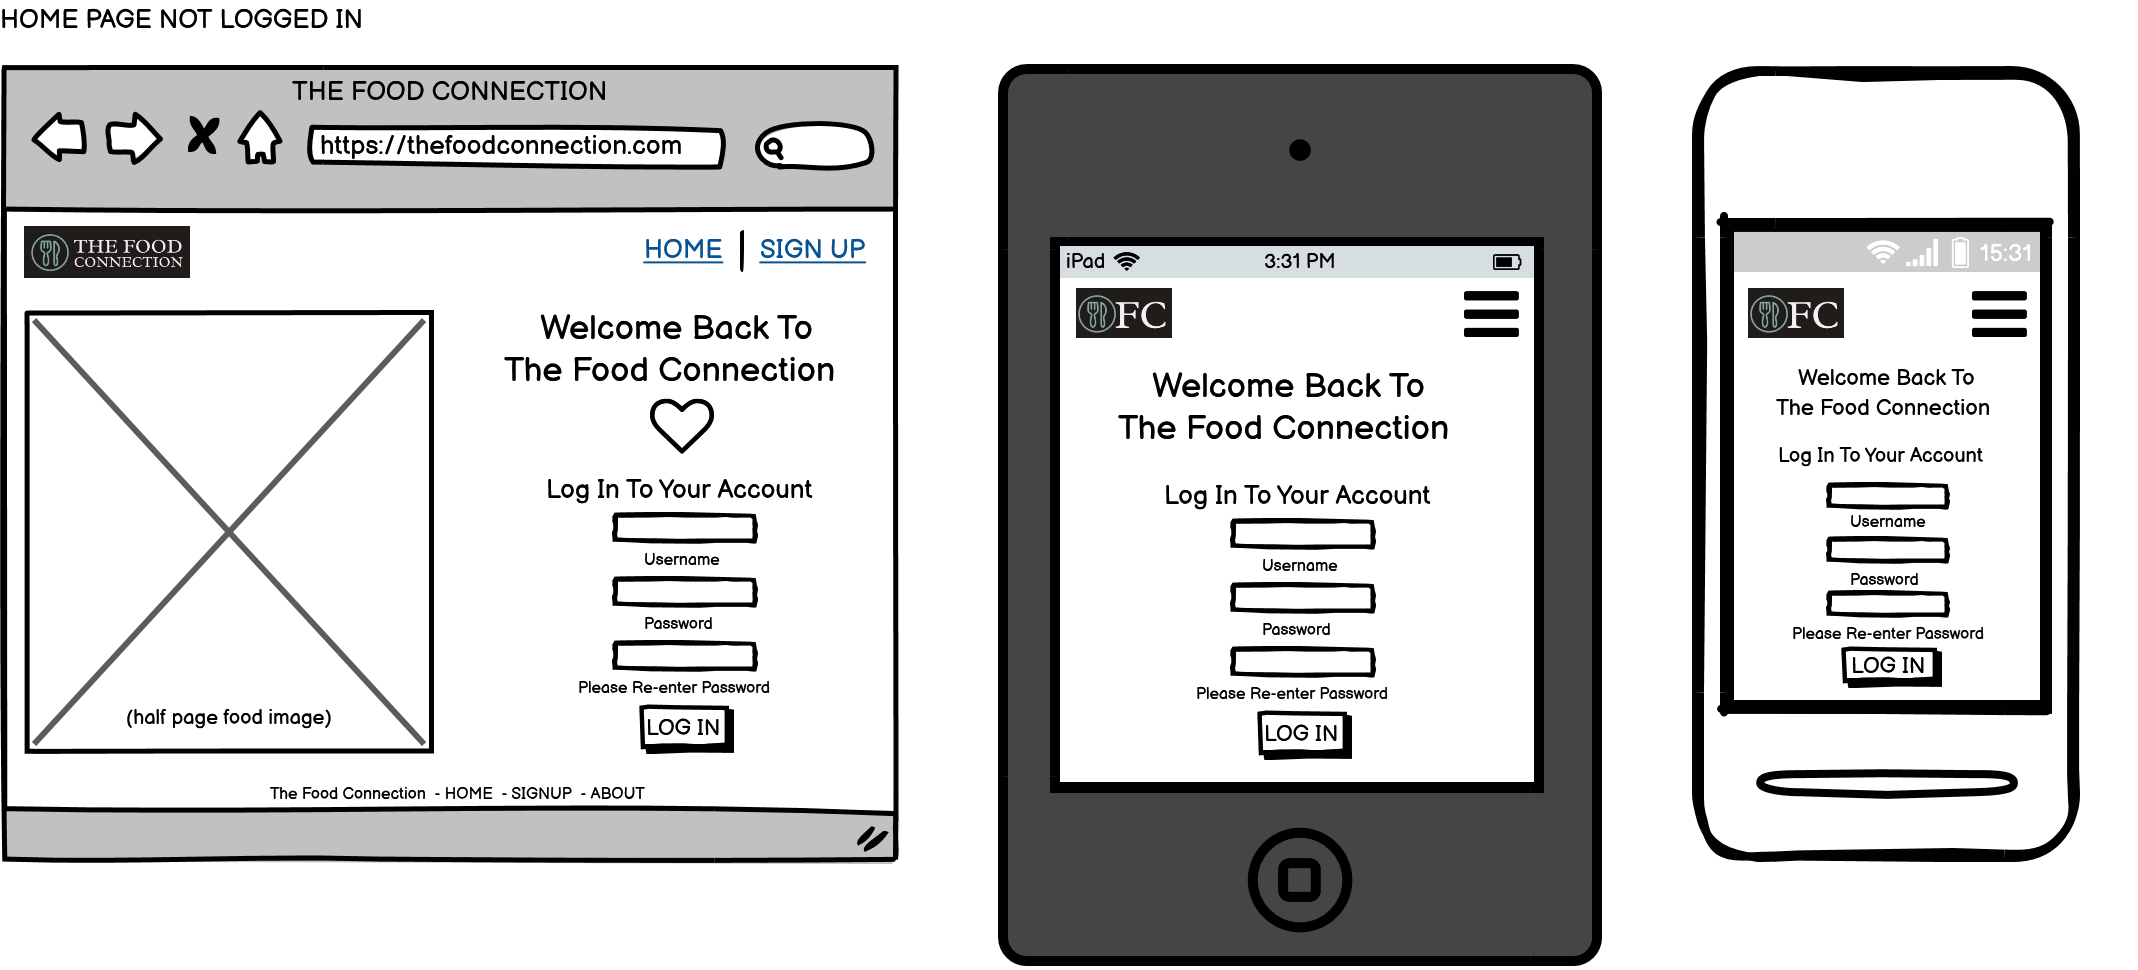 HOME PAGE NOT LOGGED IN
THE FOOD CONNECTION
https://thefoodconnection.com
THE FOOD
CONNECTION
HOME | SIGN UP
Welcome Back To
The Food Connection
Log In To Your Account
Username
Password
Please Re-enter Password
LOG IN
(half page food image)
The Food Connection - HOME - SIGNUP - ABOUT
iPad 3:31 PM
FC
Welcome Back To
The Food Connection
Log In To Your Account
Username
Password
Please Re-enter Password
LOG IN
15:31
FC
Welcome Back To
The Food Connection
Log In To Your Account
Username
Password
Please Re-enter Password
LOG IN